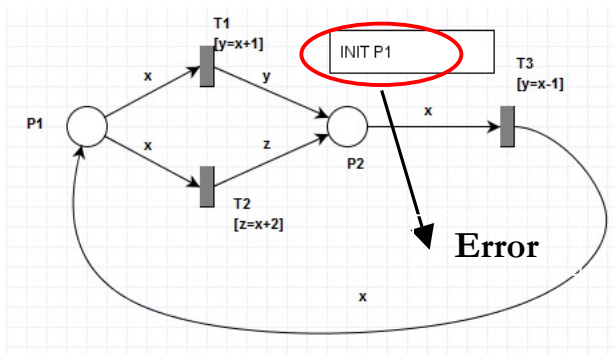 T1
[y=x+1]
INIT P1
T3
[y=x-1]
x
y
x
P1
x
z
P2
T2
[z=x+2]
Error
x